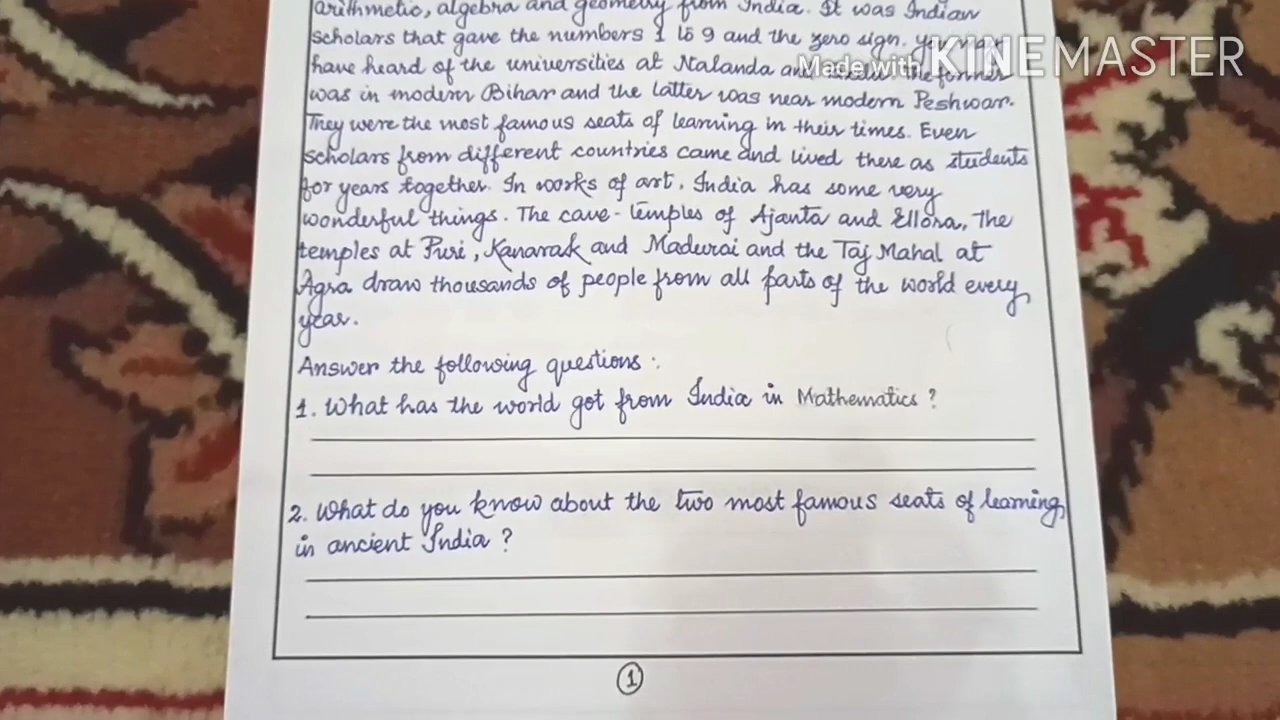 arithmetic, algebra and geometry from India. It was Indian
scholars that gave the numbers 1 to 9 and the zero sign. You may
have heard of the universities at Nalanda and
was in modern Bihar and the latter was near modern Peshwar.
They were the most famous seats of learning in their times. Even
scholars from different countries came and lived there as students
for years together. In works of art, India has some very
wonderful things. The cave-temples of Ajanta and Ellora, The
temples at Puri, Kanarak and Madurai and the Taj Mahal at
Agra draw thousands of people from all parts of the world every
year.
Answer the following questions :
1. What has the world got from India in Mathematics ?
2. What do you know about the two most famous seats of learning,
in ancient India ?
1
Made with KINEMASTER